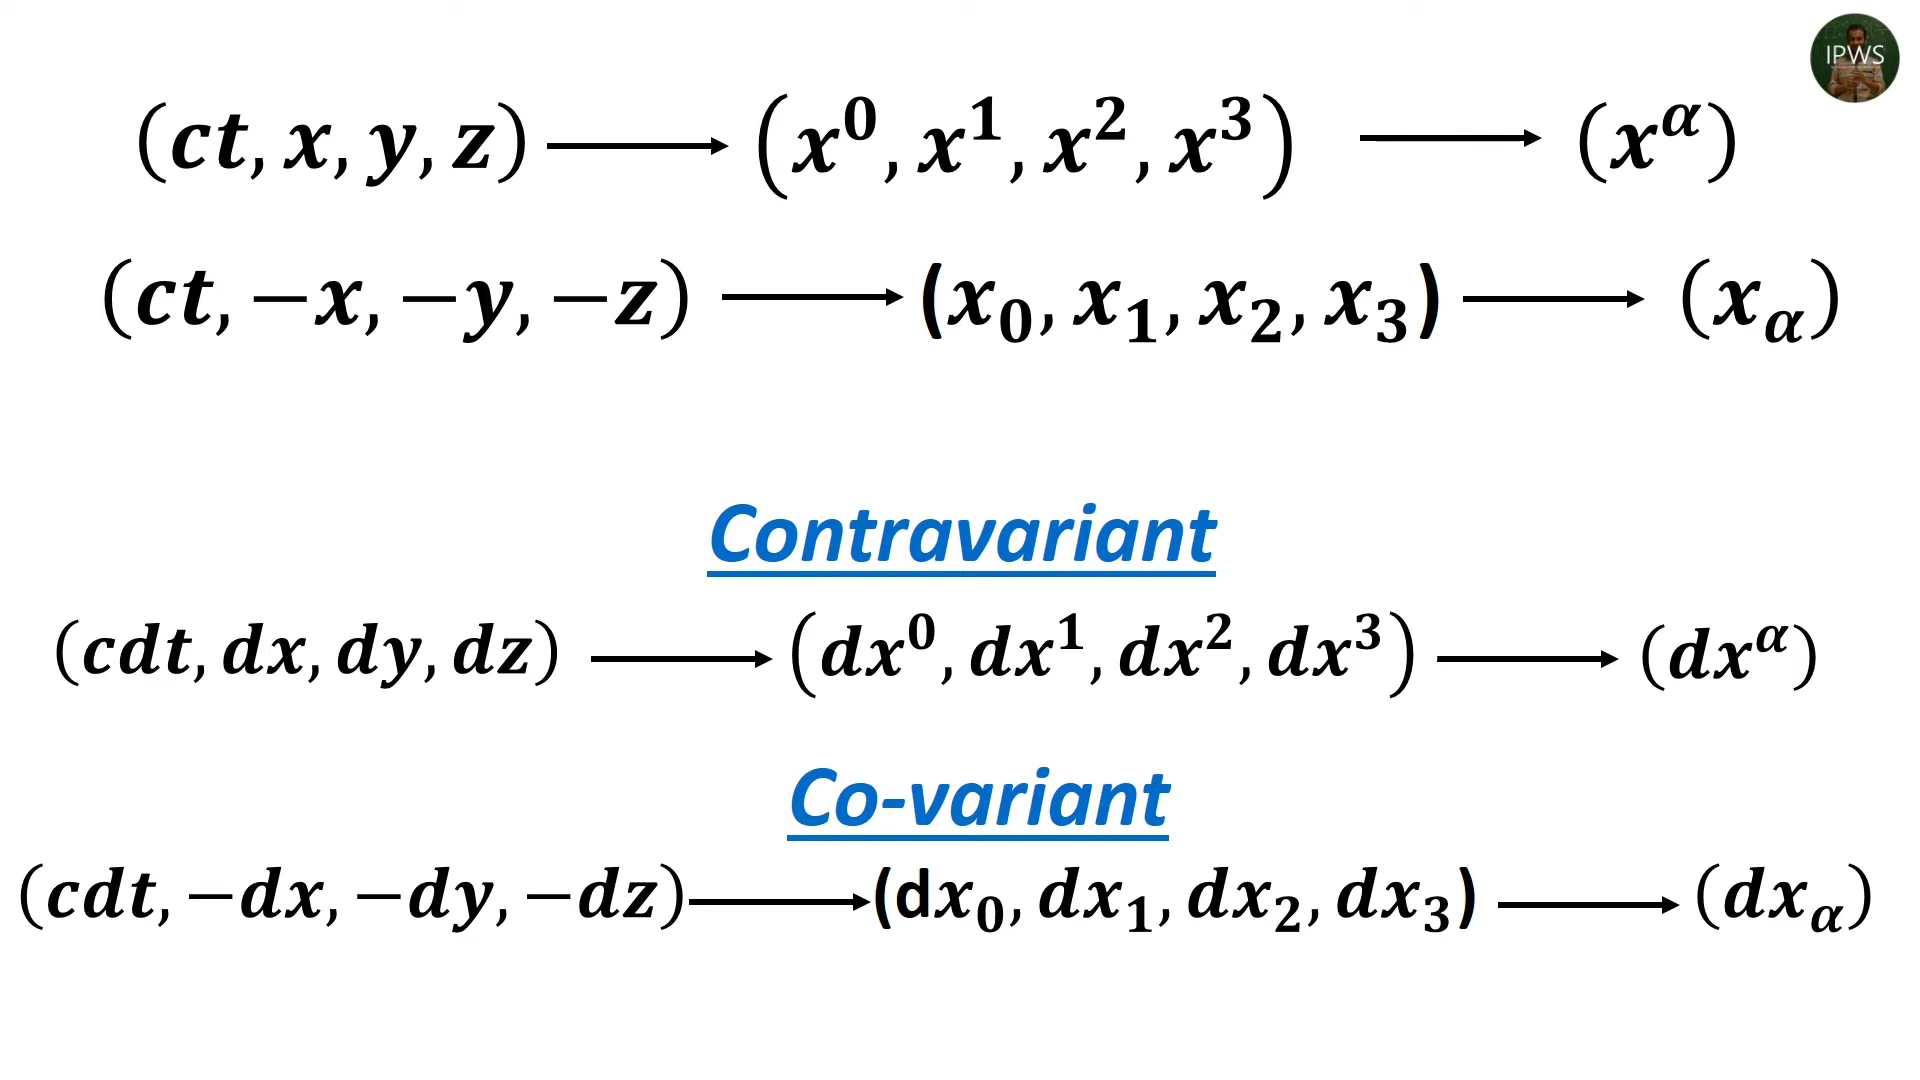 IPWS
(ct, x, y, z) ⟶ (x⁰, x¹, x², x³) ⟶ (x^α)
(ct, −x, −y, −z) ⟶ (x₀, x₁, x₂, x₃) ⟶ (x_α)
Contravariant
(cdt, dx, dy, dz) ⟶ (dx⁰, dx¹, dx², dx³) ⟶ (dx^α)
Co-variant
(cdt, −dx, −dy, −dz) ⟶ (dx₀, dx₁, dx₂, dx₃) ⟶ (dx_α)